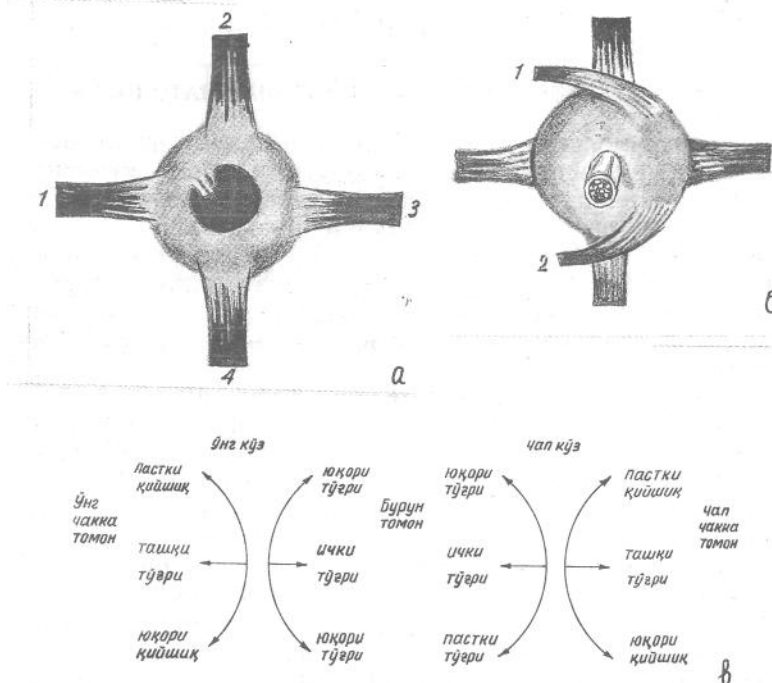 2
1
3
4
а
1
2
б
Ўнг кўз
Чап кўз
Пастки
қийшиқ
юқори
тўғри
юқори
тўғри
пастки
қийшиқ
Ўнг
чакка
томон
Бурун
томон
чап
чакка
томон
ташқи
тўғри
ички
тўғри
ички
тўғри
ташқи
тўғри
юқори
қийшиқ
юқори
тўғри
пастки
тўғри
юқори
қийшиқ
в